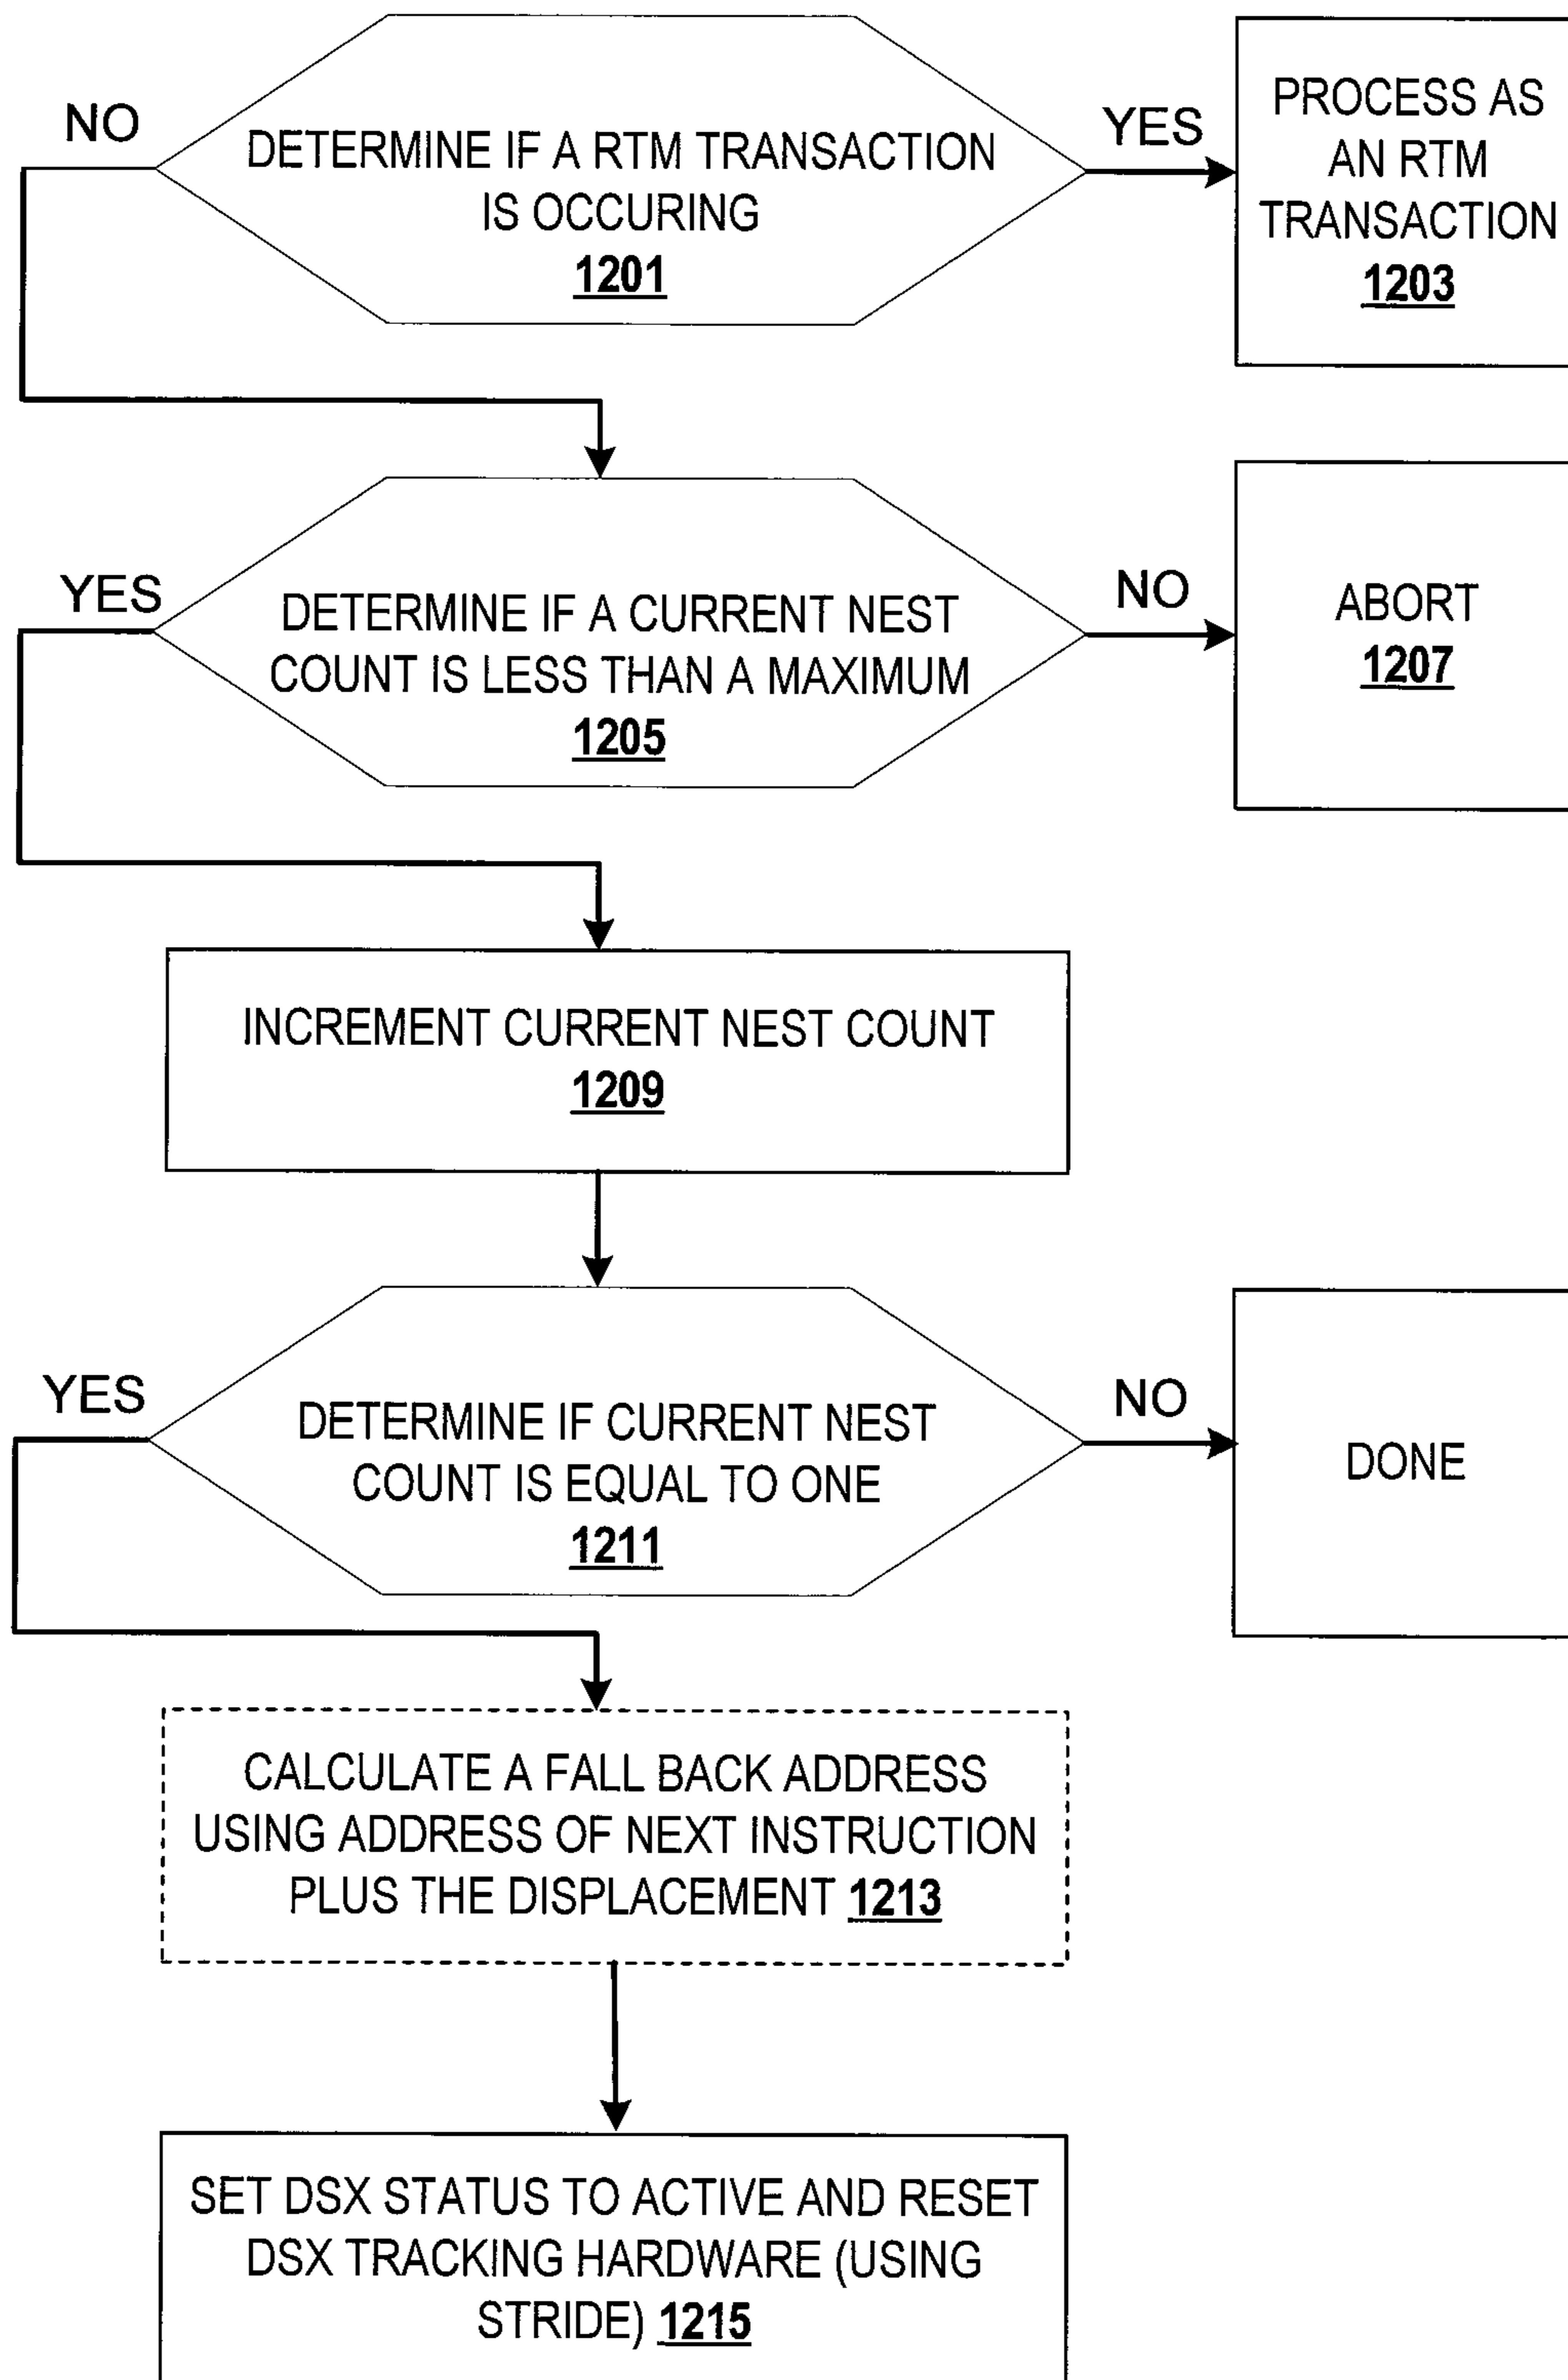 NO
DETERMINE IF A RTM TRANSACTION
IS OCCURING
1201
YES
PROCESS AS
AN RTM
TRANSACTION
1203
YES
DETERMINE IF A CURRENT NEST
COUNT IS LESS THAN A MAXIMUM
1205
NO
ABORT
1207
INCREMENT CURRENT NEST COUNT
1209
YES
DETERMINE IF CURRENT NEST
COUNT IS EQUAL TO ONE
1211
NO
DONE
CALCULATE A FALL BACK ADDRESS
USING ADDRESS OF NEXT INSTRUCTION
PLUS THE DISPLACEMENT 1213
SET DSX STATUS TO ACTIVE AND RESET
DSX TRACKING HARDWARE (USING
STRIDE) 1215